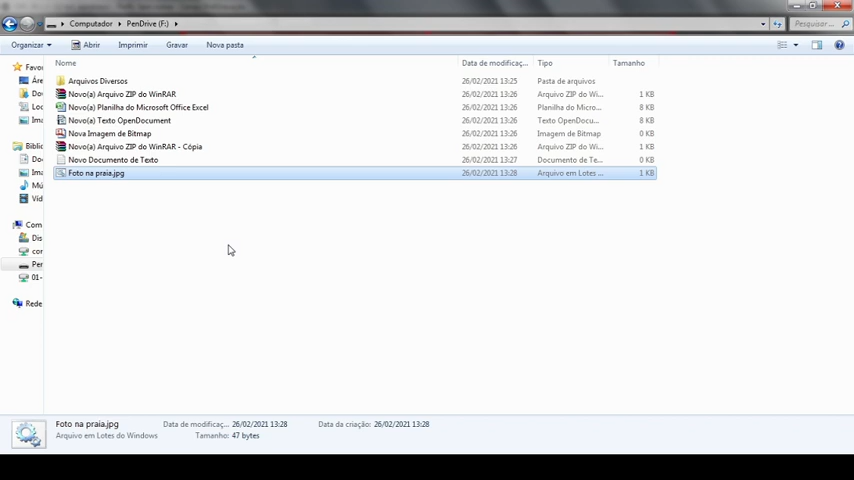 Computador
PenDrive (F:)
Pesquisar...
Organizar
Abrir
Imprimir
Gravar
Nova pasta
Nome
Data de modificaç...
Tipo
Tamanho
Favor
Arquivos Diversos
26/02/2021 13:25
Pasta de arquivos
Áre
Novo(a) Arquivo ZIP do WinRAR
26/02/2021 13:26
Arquivo ZIP do Wi...
1 KB
Do
Novo(a) Planilha do Microsoft Office Excel
26/02/2021 13:26
Planilha do Micro...
8 KB
Loc
Novo(a) Texto OpenDocument
26/02/2021 13:26
Texto OpenDocu...
8 KB
Ima
Nova Imagem de Bitmap
26/02/2021 13:26
Imagem de Bitmap
0 KB
Biblio
Novo(a) Arquivo ZIP do WinRAR - Cópia
26/02/2021 13:26
Arquivo ZIP do Wi...
1 KB
Do
Novo Documento de Texto
26/02/2021 13:27
Documento de Te...
0 KB
Ima
Foto na praia.jpg
26/02/2021 13:28
Arquivo em Lotes ...
1 KB
Mú
Víd
Com
Dis
cor
Pen
01-
Rede
Foto na praia.jpg
Data de modificaç... 26/02/2021 13:28
Data da criação: 26/02/2021 13:28
Arquivo em Lotes do Windows
Tamanho: 47 bytes